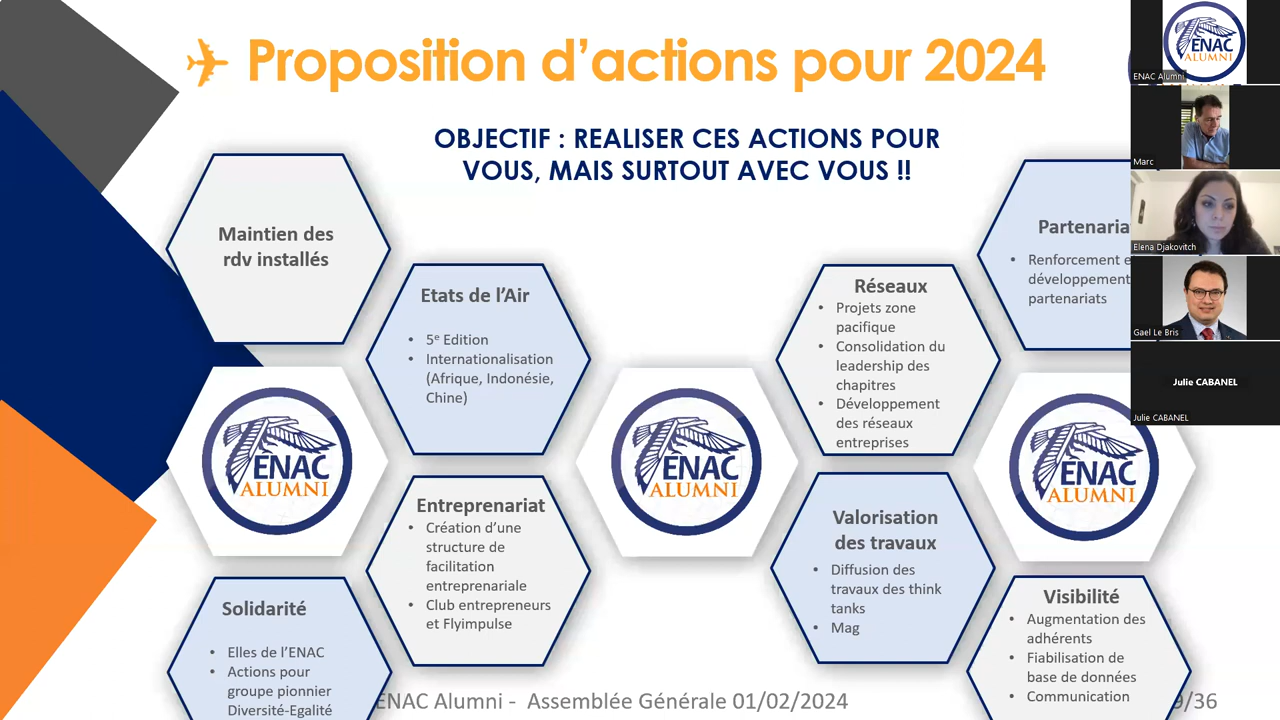 Proposition d'actions pour 2024
OBJECTIF : REALISER CES ACTIONS POUR
VOUS, MAIS SURTOUT AVEC VOUS !!
Maintien des
rdv installés
Etats de l'Air
• 5e Edition
• Internationalisation
(Afrique, Indonésie,
Chine)
ENAC
ALUMNI
Entreprenariat
• Création d'une
structure de
facilitation
entreprenariale
• Club entrepreneurs
et Flyimpulse
Solidarité
• Elles de l'ENAC
• Actions pour
groupe pionnier
Diversité-Egalité
ENAC
ALUMNI
Réseaux
• Projets zone
pacifique
• Consolidation du
leadership des
chapitres
• Développement
des réseaux
entreprises
Valorisation
des travaux
• Diffusion des
travaux des think
tanks
• Mag
Partenaria
• Renforcement e
développement
partenariats
ENAC
ALUMNI
Visibilité
• Augmentation des
adhérents
• Fiabilisation de
base de données
• Communication
ENAC Alumni - Assemblée Générale 01/02/2024
9/36
ENAC
ALUMNI
ENAC Alumni
Marc
Elena Djakovitch
Gael Le Bris
Julie CABANEL
Julie CABANEL